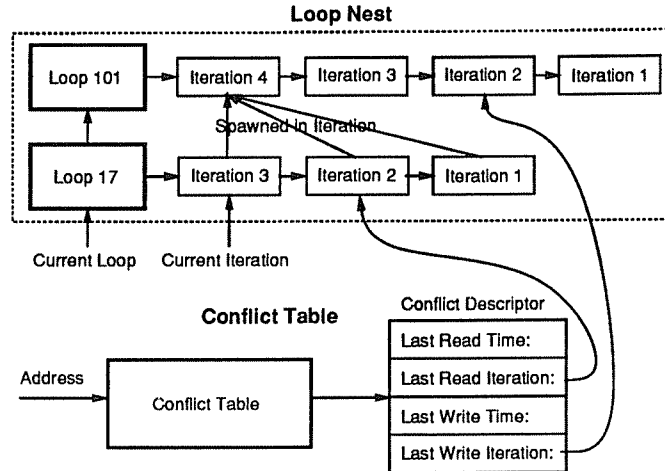 Loop Nest
Loop 101
Iteration 4
Iteration 3
Iteration 2
Iteration 1
Spawned in Iteration
Loop 17
Iteration 3
Iteration 2
Iteration 1
Current Loop
Current Iteration
Conflict Table
Conflict Descriptor
Last Read Time:
Address
Conflict Table
Last Read Iteration:
Last Write Time:
Last Write Iteration: